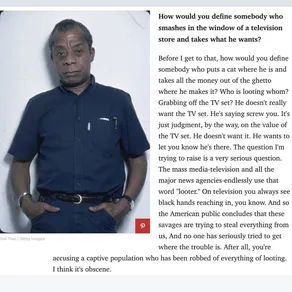 How would you define somebody who
smashes in the window of a television
store and takes what he wants?
Before I get to that, how would you define
somebody who puts a cat where he is and
takes all the money out of the ghetto
where he makes it? Who is looting whom?
Grabbing off the TV set? He doesn't really
want the TV set. He's saying screw you. It's
just judgment, by the way, on the value of
the TV set. He doesn't want it. He wants to
let you know he's there. The question I'm
trying to raise is a very serious question.
The mass media-television and all the
major news agencies-endlessly use that
word "looter." On television you always see
black hands reaching in, you know. And so
the American public concludes that these
savages are trying to steal everything from
us, And no one has seriously tried to get
where the trouble is. After all, you're
accusing a captive population who has been robbed of everything of looting.
I think it's obscene.